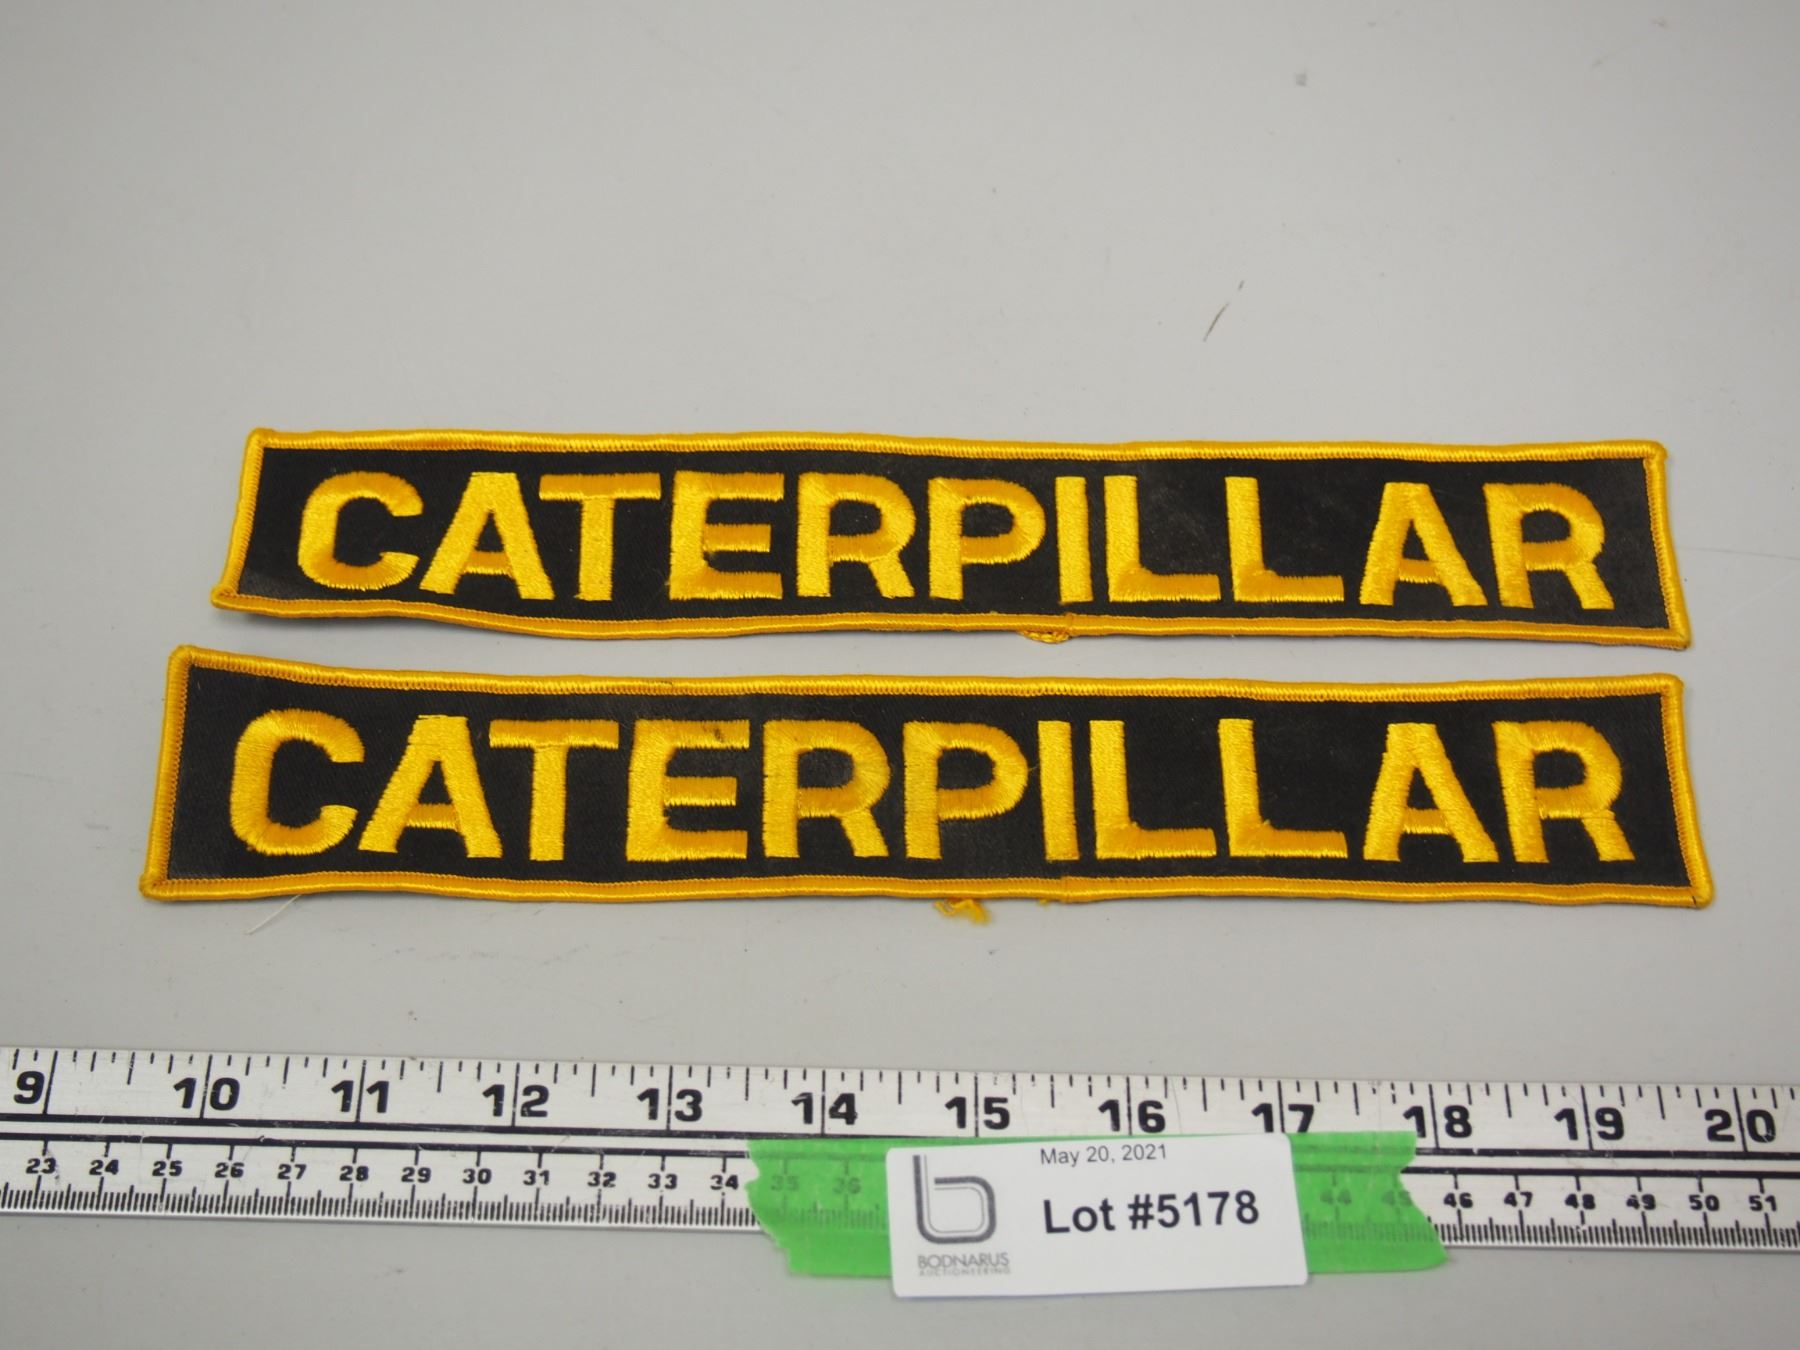 CATERPILLAR
CATERPILLAR
9 10 11 12 13 14 15 16 17 18 19 20
23 24 25 26 27 28 29 30 31 32 33 34 35 36 44 45 46 47 48 49 50 51
May 20, 2021
Lot #5178
BODNARUS
AUCTIONEERING